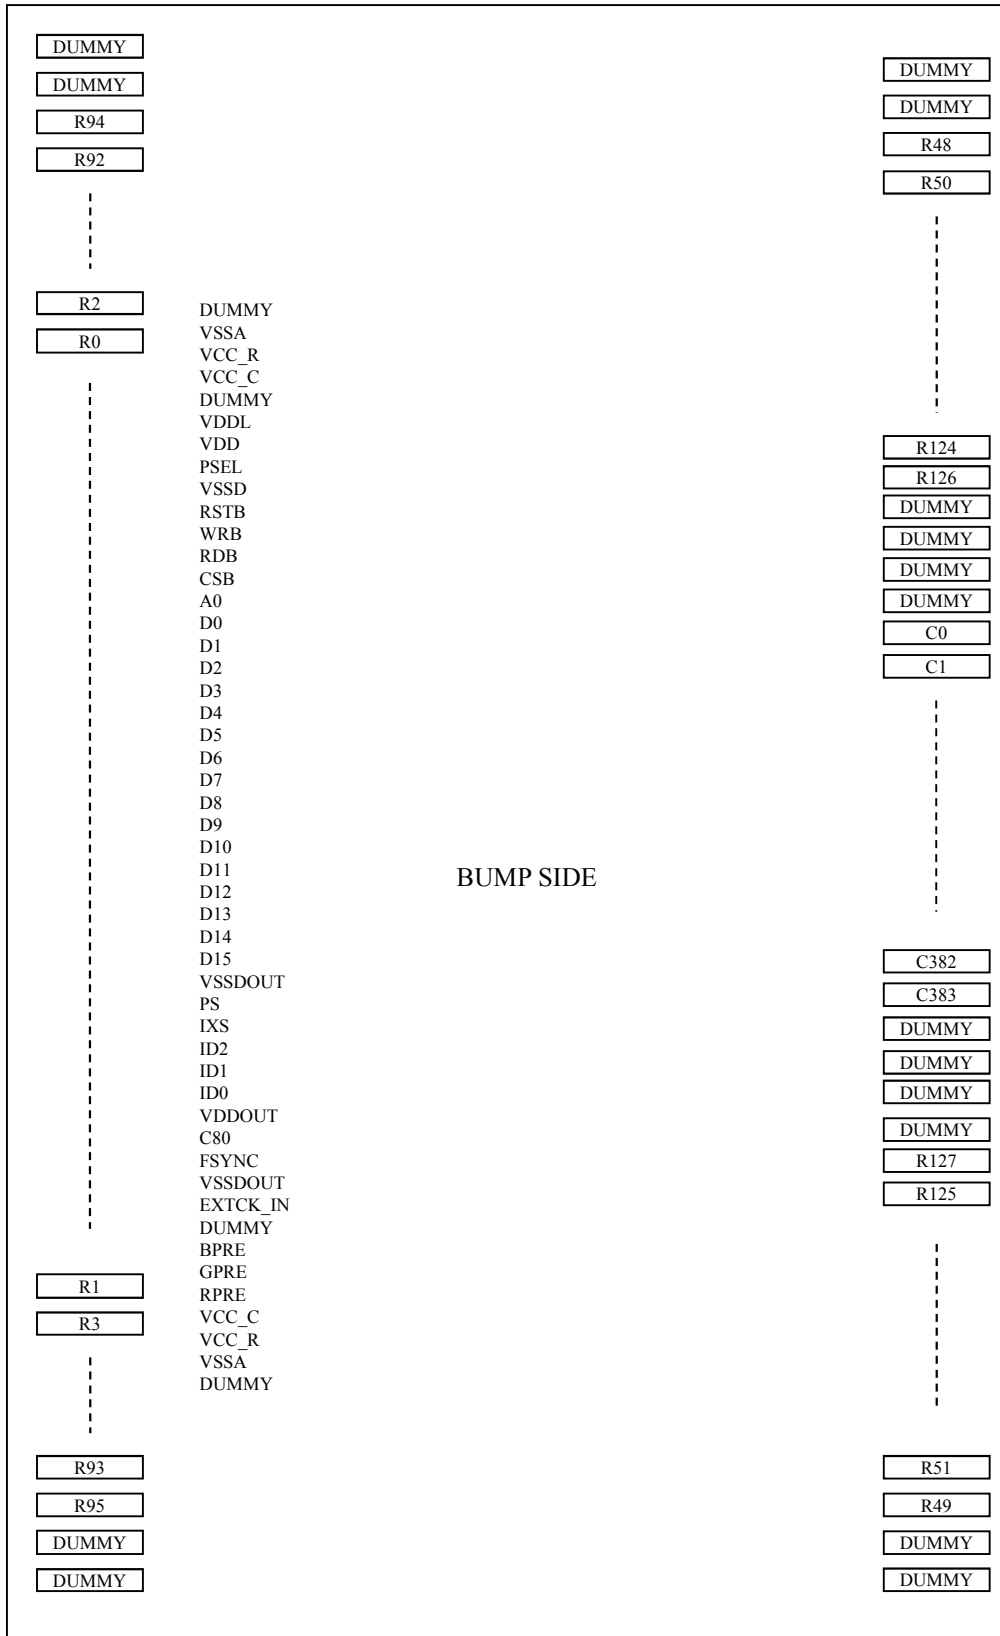 DUMMY
DUMMY
R94
R92
R2
R0
R1
R3
R93
R95
DUMMY
DUMMY
DUMMY
VSSA
VCC_R
VCC_C
DUMMY
VDDL
VDD
PSEL
VSSD
RSTB
WRB
RDB
CSB
A0
D0
D1
D2
D3
D4
D5
D6
D7
D8
D9
D10
D11
D12
D13
D14
D15
VSSDOUT
PS
IXS
ID2
ID1
ID0
VDDOUT
C80
FSYNC
VSSDOUT
EXTCK_IN
DUMMY
BPRE
GPRE
RPRE
VCC_C
VCC_R
VSSA
DUMMY
BUMP SIDE
DUMMY
DUMMY
R48
R50
R124
R126
DUMMY
DUMMY
DUMMY
DUMMY
C0
C1
C382
C383
DUMMY
DUMMY
DUMMY
DUMMY
R127
R125
R51
R49
DUMMY
DUMMY